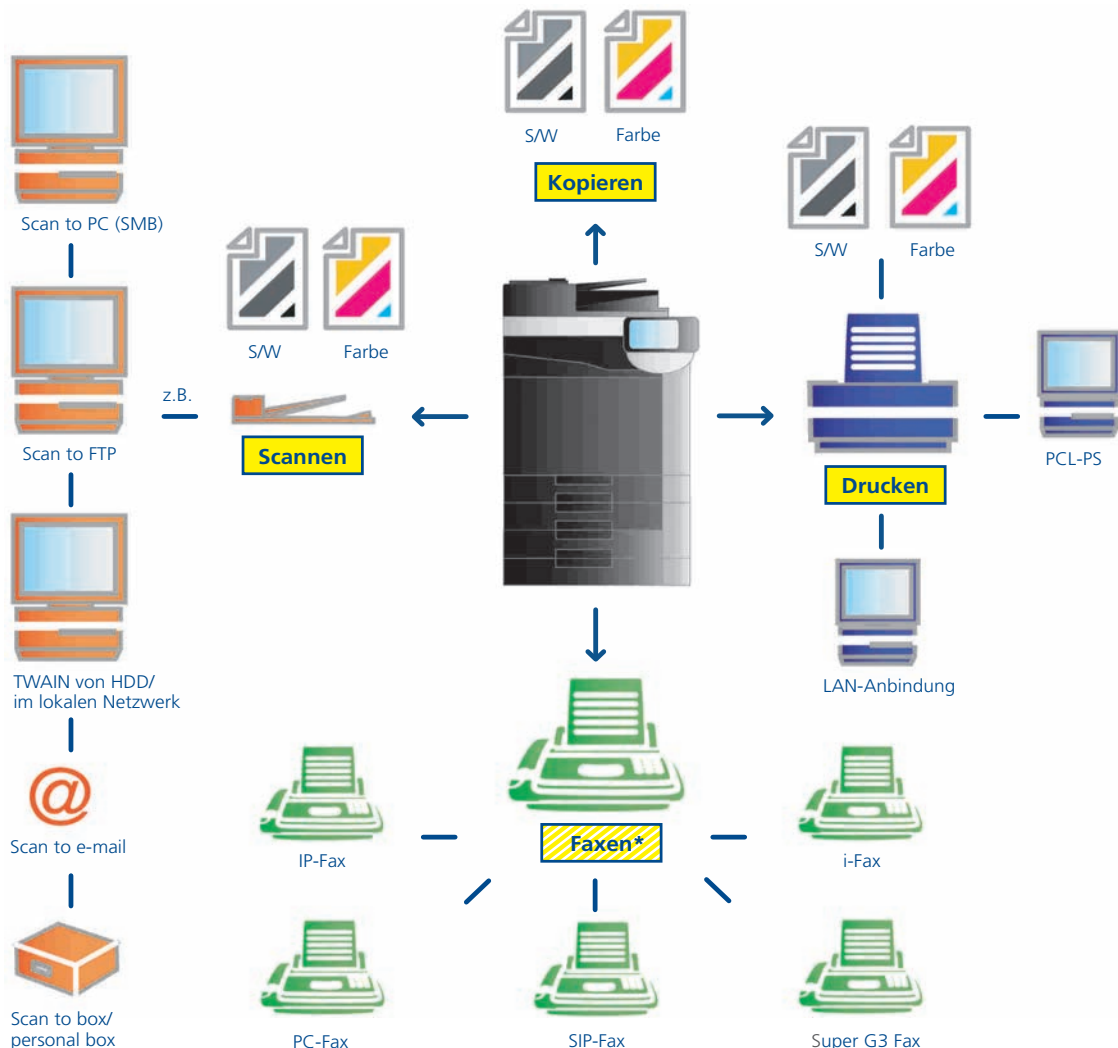 S/W
Farbe
Kopieren
S/W
Farbe
Scan to PC (SMB)
S/W
Farbe
z.B.
Scan to FTP
Scannen
PCL-PS
Drucken
TWAIN von HDD/
im lokalen Netzwerk
LAN-Anbindung
Scan to e-mail
@
IP-Fax
Faxen*
i-Fax
Scan to box/
personal box
PC-Fax
SIP-Fax
Super G3 Fax